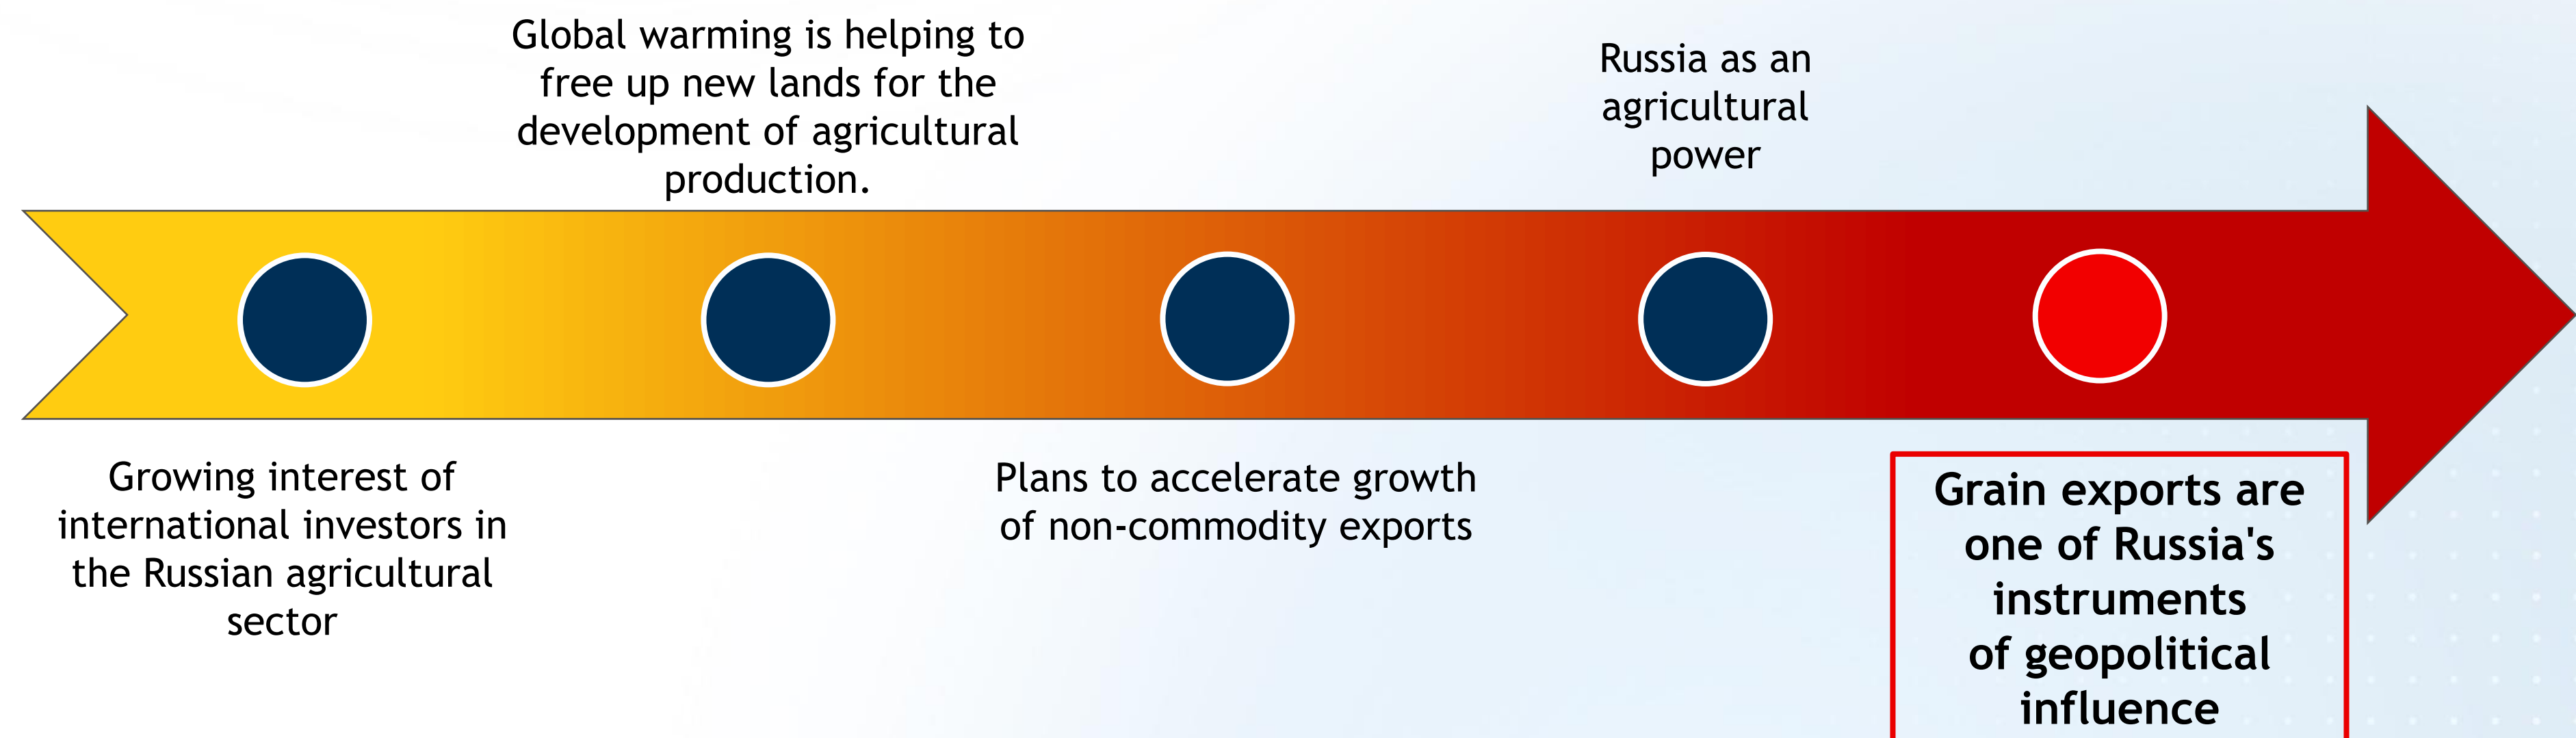 Global warming is helping to
free up new lands for the
development of agricultural
production.
Russia as an
agricultural
power
Growing interest of
international investors in
the Russian agricultural
sector
Plans to accelerate growth
of non-commodity exports
Grain exports are
one of Russia's
instruments
of geopolitical
influence